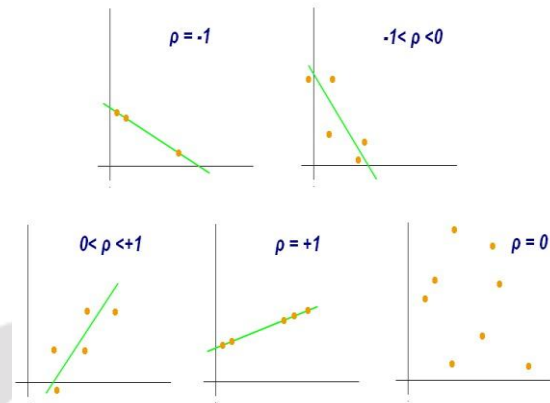 ρ = -1
-1< ρ <0
0< ρ <+1
ρ = +1
ρ = 0